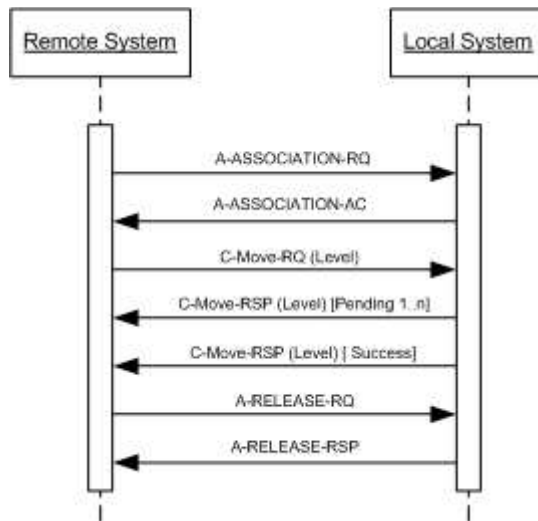 Remote System
Local System
A-ASSOCIATION-RQ
A-ASSOCIATION-AC
C-Move-RQ (Level)
C-Move-RSP (Level) [Pending 1..n]
C-Move-RSP (Level) [ Success]
A-RELEASE-RQ
A-RELEASE-RSP